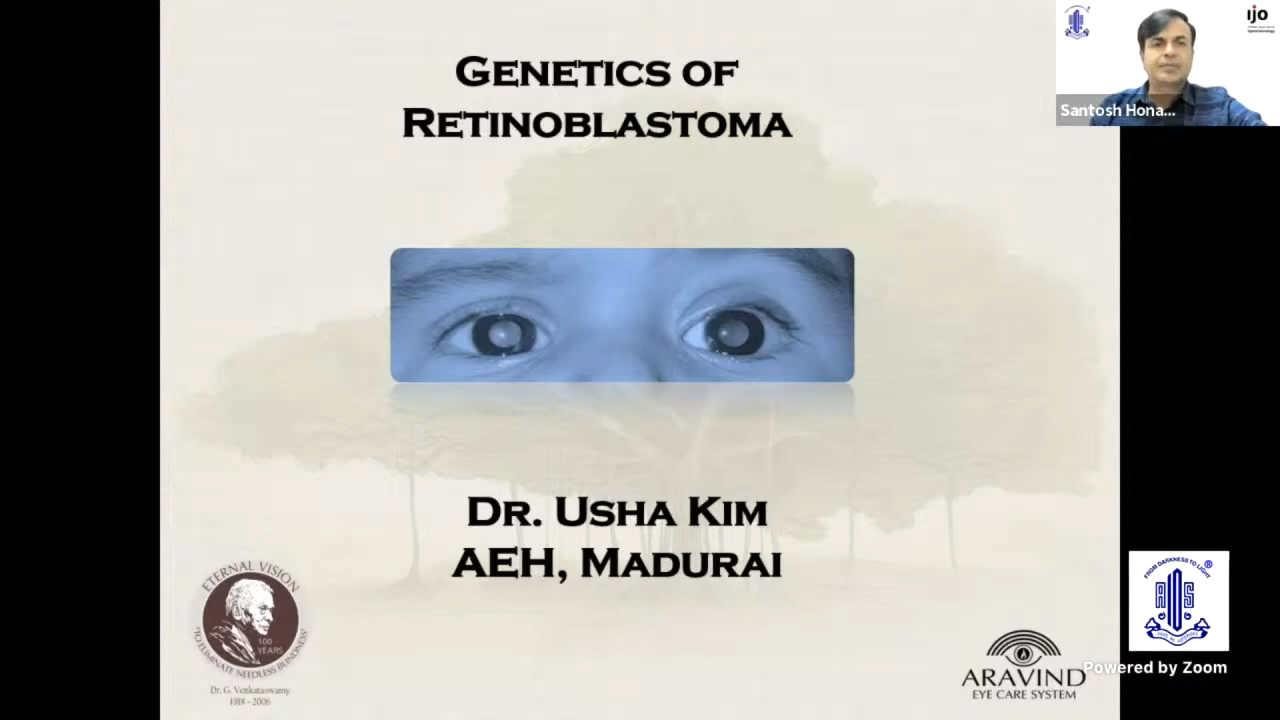 GENETICS OF
RETINOBLASTOMA
DR. USHA KIM
AEH, MADURAI
ETERNAL VISION
100
YEARS
"TO ELIMINATE NEEDLESS BLINDNESS"
Dr. G. Venkataswamy
1918 - 2006
ARAVIND
EYE CARE SYSTEM
ijo
Santosh Hona...
FROM DARKNESS TO LIGHT
®
AIOS
Powered by Zoom